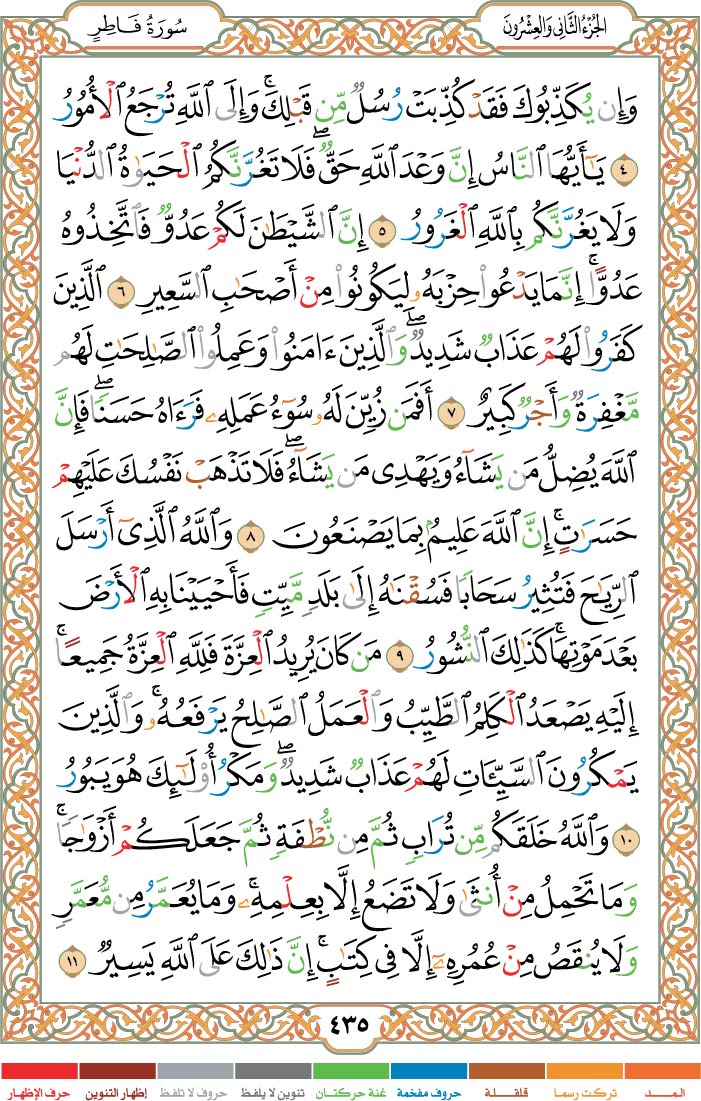 سُورَةُ فَاطِرٍ
الجُزْءُ الثَّانِي وَالعِشْرُونَ
وَإِن يُكَذِّبُوكَ فَقَدْ كُذِّبَتْ رُسُلٌ مِّن قَبْلِكَ ۚ وَإِلَى ٱللَّهِ تُرْجَعُ ٱلْأُمُورُ
٤ يَـٰٓأَيُّهَا ٱلنَّاسُ إِنَّ وَعْدَ ٱللَّهِ حَقٌّ ۖ فَلَا تَغُرَّنَّكُمُ ٱلْحَيَوٰةُ ٱلدُّنْيَا
وَلَا يَغُرَّنَّكُم بِٱللَّهِ ٱلْغَرُورُ ٥ إِنَّ ٱلشَّيْطَـٰنَ لَكُمْ عَدُوٌّ فَٱتَّخِذُوهُ
عَدُوًّا ۚ إِنَّمَا يَدْعُوا۟ حِزْبَهُۥ لِيَكُونُوا۟ مِنْ أَصْحَـٰبِ ٱلسَّعِيرِ ٦ ٱلَّذِينَ
كَفَرُوا۟ لَهُمْ عَذَابٌ شَدِيدٌ ۖ وَٱلَّذِينَ ءَامَنُوا۟ وَعَمِلُوا۟ ٱلصَّـٰلِحَـٰتِ لَهُم
مَّغْفِرَةٌ وَأَجْرٌ كَبِيرٌ ٧ أَفَمَن زُيِّنَ لَهُۥ سُوٓءُ عَمَلِهِۦ فَرَءَاهُ حَسَنًا ۖ فَإِنَّ
ٱللَّهَ يُضِلُّ مَن يَشَآءُ وَيَهْدِى مَن يَشَآءُ ۖ فَلَا تَذْهَبْ نَفْسُكَ عَلَيْهِمْ
حَسَرَٰتٍ ۚ إِنَّ ٱللَّهَ عَلِيمٌۢ بِمَا يَصْنَعُونَ ٨ وَٱللَّهُ ٱلَّذِىٓ أَرْسَلَ
ٱلرِّيَـٰحَ فَتُثِيرُ سَحَابًا فَسُقْنَـٰهُ إِلَىٰ بَلَدٍ مَّيِّتٍ فَأَحْيَيْنَا بِهِ ٱلْأَرْضَ
بَعْدَ مَوْتِهَا ۚ كَذَٰلِكَ ٱلنُّشُورُ ٩ مَن كَانَ يُرِيدُ ٱلْعِزَّةَ فَلِلَّهِ ٱلْعِزَّةُ جَمِيعًا ۚ
إِلَيْهِ يَصْعَدُ ٱلْكَلِمُ ٱلطَّيِّبُ وَٱلْعَمَلُ ٱلصَّـٰلِحُ يَرْفَعُهُۥ ۚ وَٱلَّذِينَ
يَمْكُرُونَ ٱلسَّيِّـَٔاتِ لَهُمْ عَذَابٌ شَدِيدٌ ۖ وَمَكْرُ أُو۟لَـٰٓئِكَ هُوَ يَبُورُ
١٠ وَٱللَّهُ خَلَقَكُم مِّن تُرَابٍ ثُمَّ مِن نُّطْفَةٍ ثُمَّ جَعَلَكُمْ أَزْوَٰجًا ۚ
وَمَا تَحْمِلُ مِنْ أُنثَىٰ وَلَا تَضَعُ إِلَّا بِعِلْمِهِۦ ۚ وَمَا يُعَمَّرُ مِن مُّعَمَّرٍ
وَلَا يُنقَصُ مِنْ عُمُرِهِۦٓ إِلَّا فِى كِتَـٰبٍ ۚ إِنَّ ذَٰلِكَ عَلَى ٱللَّهِ يَسِيرٌ ١١
٤٣٥
المـــد تركت رسما قلقـــلة حروف مفخمة غنة حركتان تنوين لا يلفظ حروف لا تلفظ إظهار التنوين حرف الإظهار